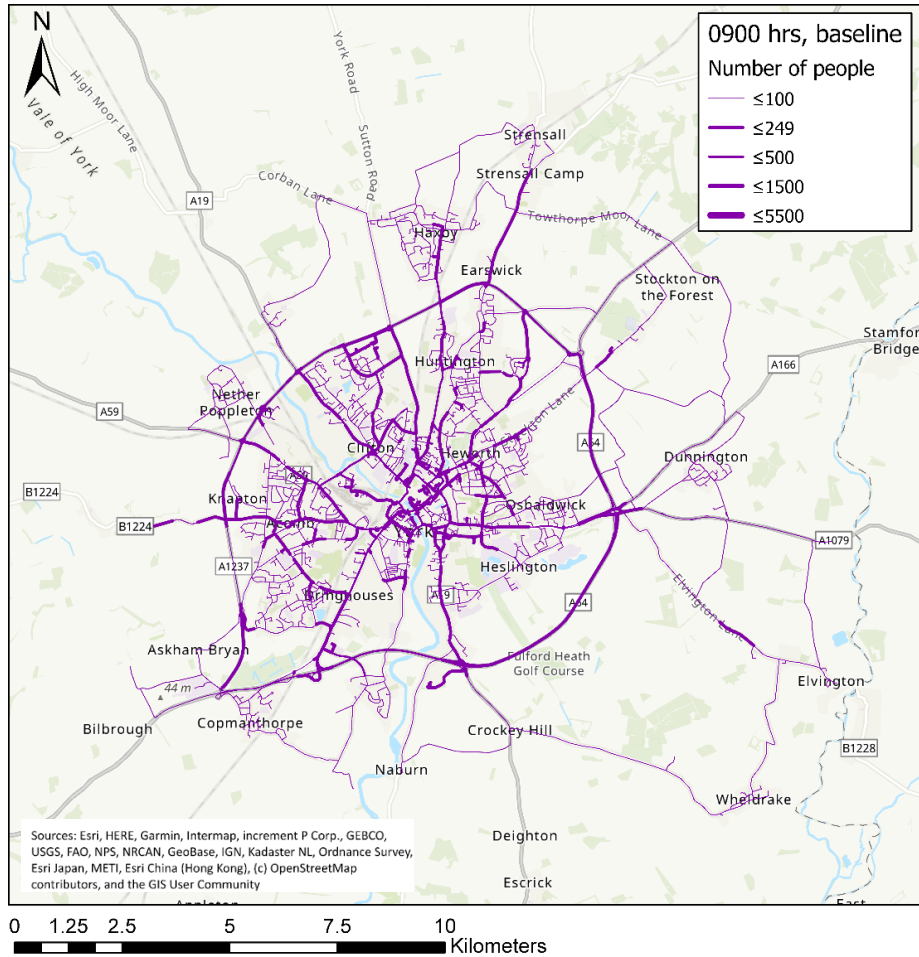 N
High Moor Lane
Vale of York
York Road
Sutton Road
0900 hrs, baseline
Number of people
≤100
≤249
≤500
≤1500
≤5500
Strensall
Strensall Camp
A19
Corban Lane
Towthorpe Moor Lane
Haxby
Earswick
Stockton on
the Forest
Stamford
Bridge
Huntington
A166
Nether
Poppleton
A59
Stockton Lane
Clifton
Heworth
A64
Dunnington
B1224
Knapton
A59
Osbaldwick
B1224
Acomb
York
A1079
Heslington
A1237
Dringhouses
A19
A64
Elvington Lane
Askham Bryan
Fulford Heath
Golf Course
44 m
Elvington
Bilbrough
Copmanthorpe
Crockey Hill
B1228
Naburn
Wheldrake
Sources: Esri, HERE, Garmin, Intermap, increment P Corp., GEBCO,
USGS, FAO, NPS, NRCAN, GeoBase, IGN, Kadaster NL, Ordnance Survey,
Esri Japan, METI, Esri China (Hong Kong), (c) OpenStreetMap
contributors, and the GIS User Community
Deighton
Escrick
East
0 1.25 2.5 5 7.5 10
Kilometers